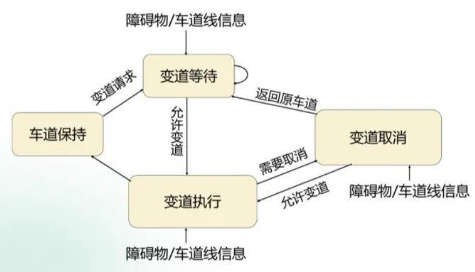 障碍物/车道线信息
变道等待
变道请求
返回原车道
允许变道
车道保持
变道取消
需要取消
允许变道
变道执行
障碍物/车道线信息
障碍物/车道线信息